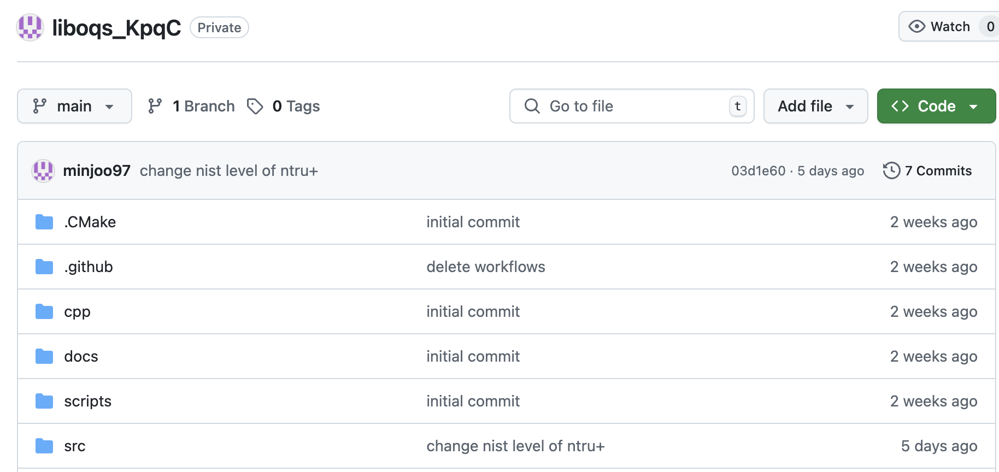 liboqs_KpqC Private Watch 0
main 1 Branch 0 Tags Go to file t Add file Code
minjoo97 change nist level of ntru+ 03d1e60 · 5 days ago 7 Commits
.CMake initial commit 2 weeks ago
.github delete workflows 2 weeks ago
cpp initial commit 2 weeks ago
docs initial commit 2 weeks ago
scripts initial commit 2 weeks ago
src change nist level of ntru+ 5 days ago